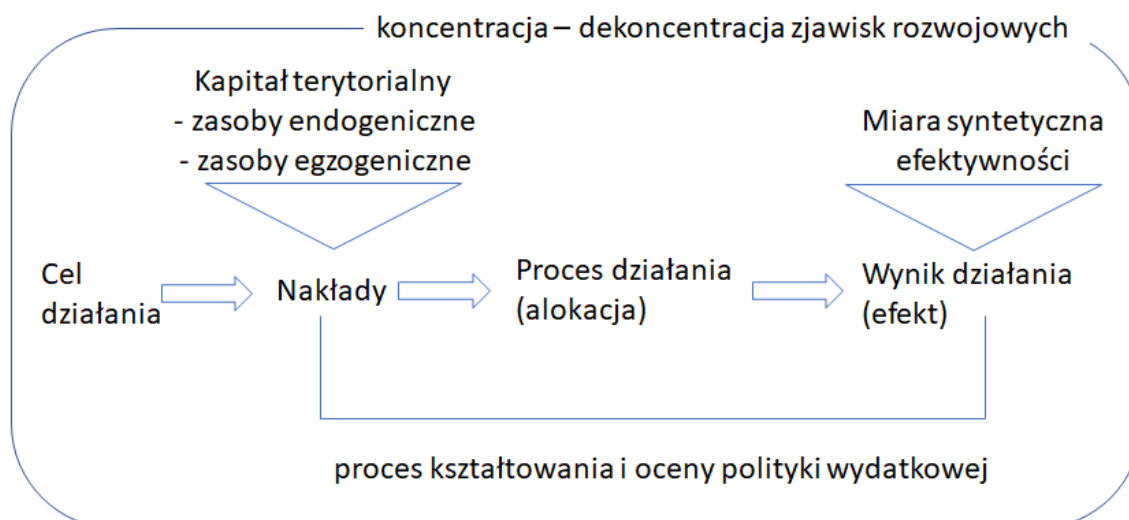 koncentracja – dekoncentracja zjawisk rozwojowych
Kapitał terytorialny
- zasoby endogeniczne
- zasoby egzogeniczne
Miara syntetyczna
efektywności
Cel
działania
Nakłady
Proces działania
(alokacja)
Wynik działania
(efekt)
proces kształtowania i oceny polityki wydatkowej